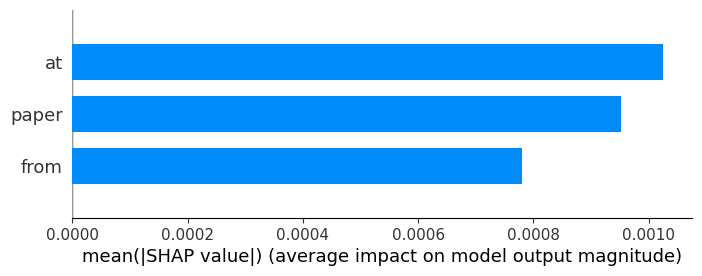 at
paper
from
0.0000 0.0002 0.0004 0.0006 0.0008 0.0010
mean(|SHAP value|) (average impact on model output magnitude)